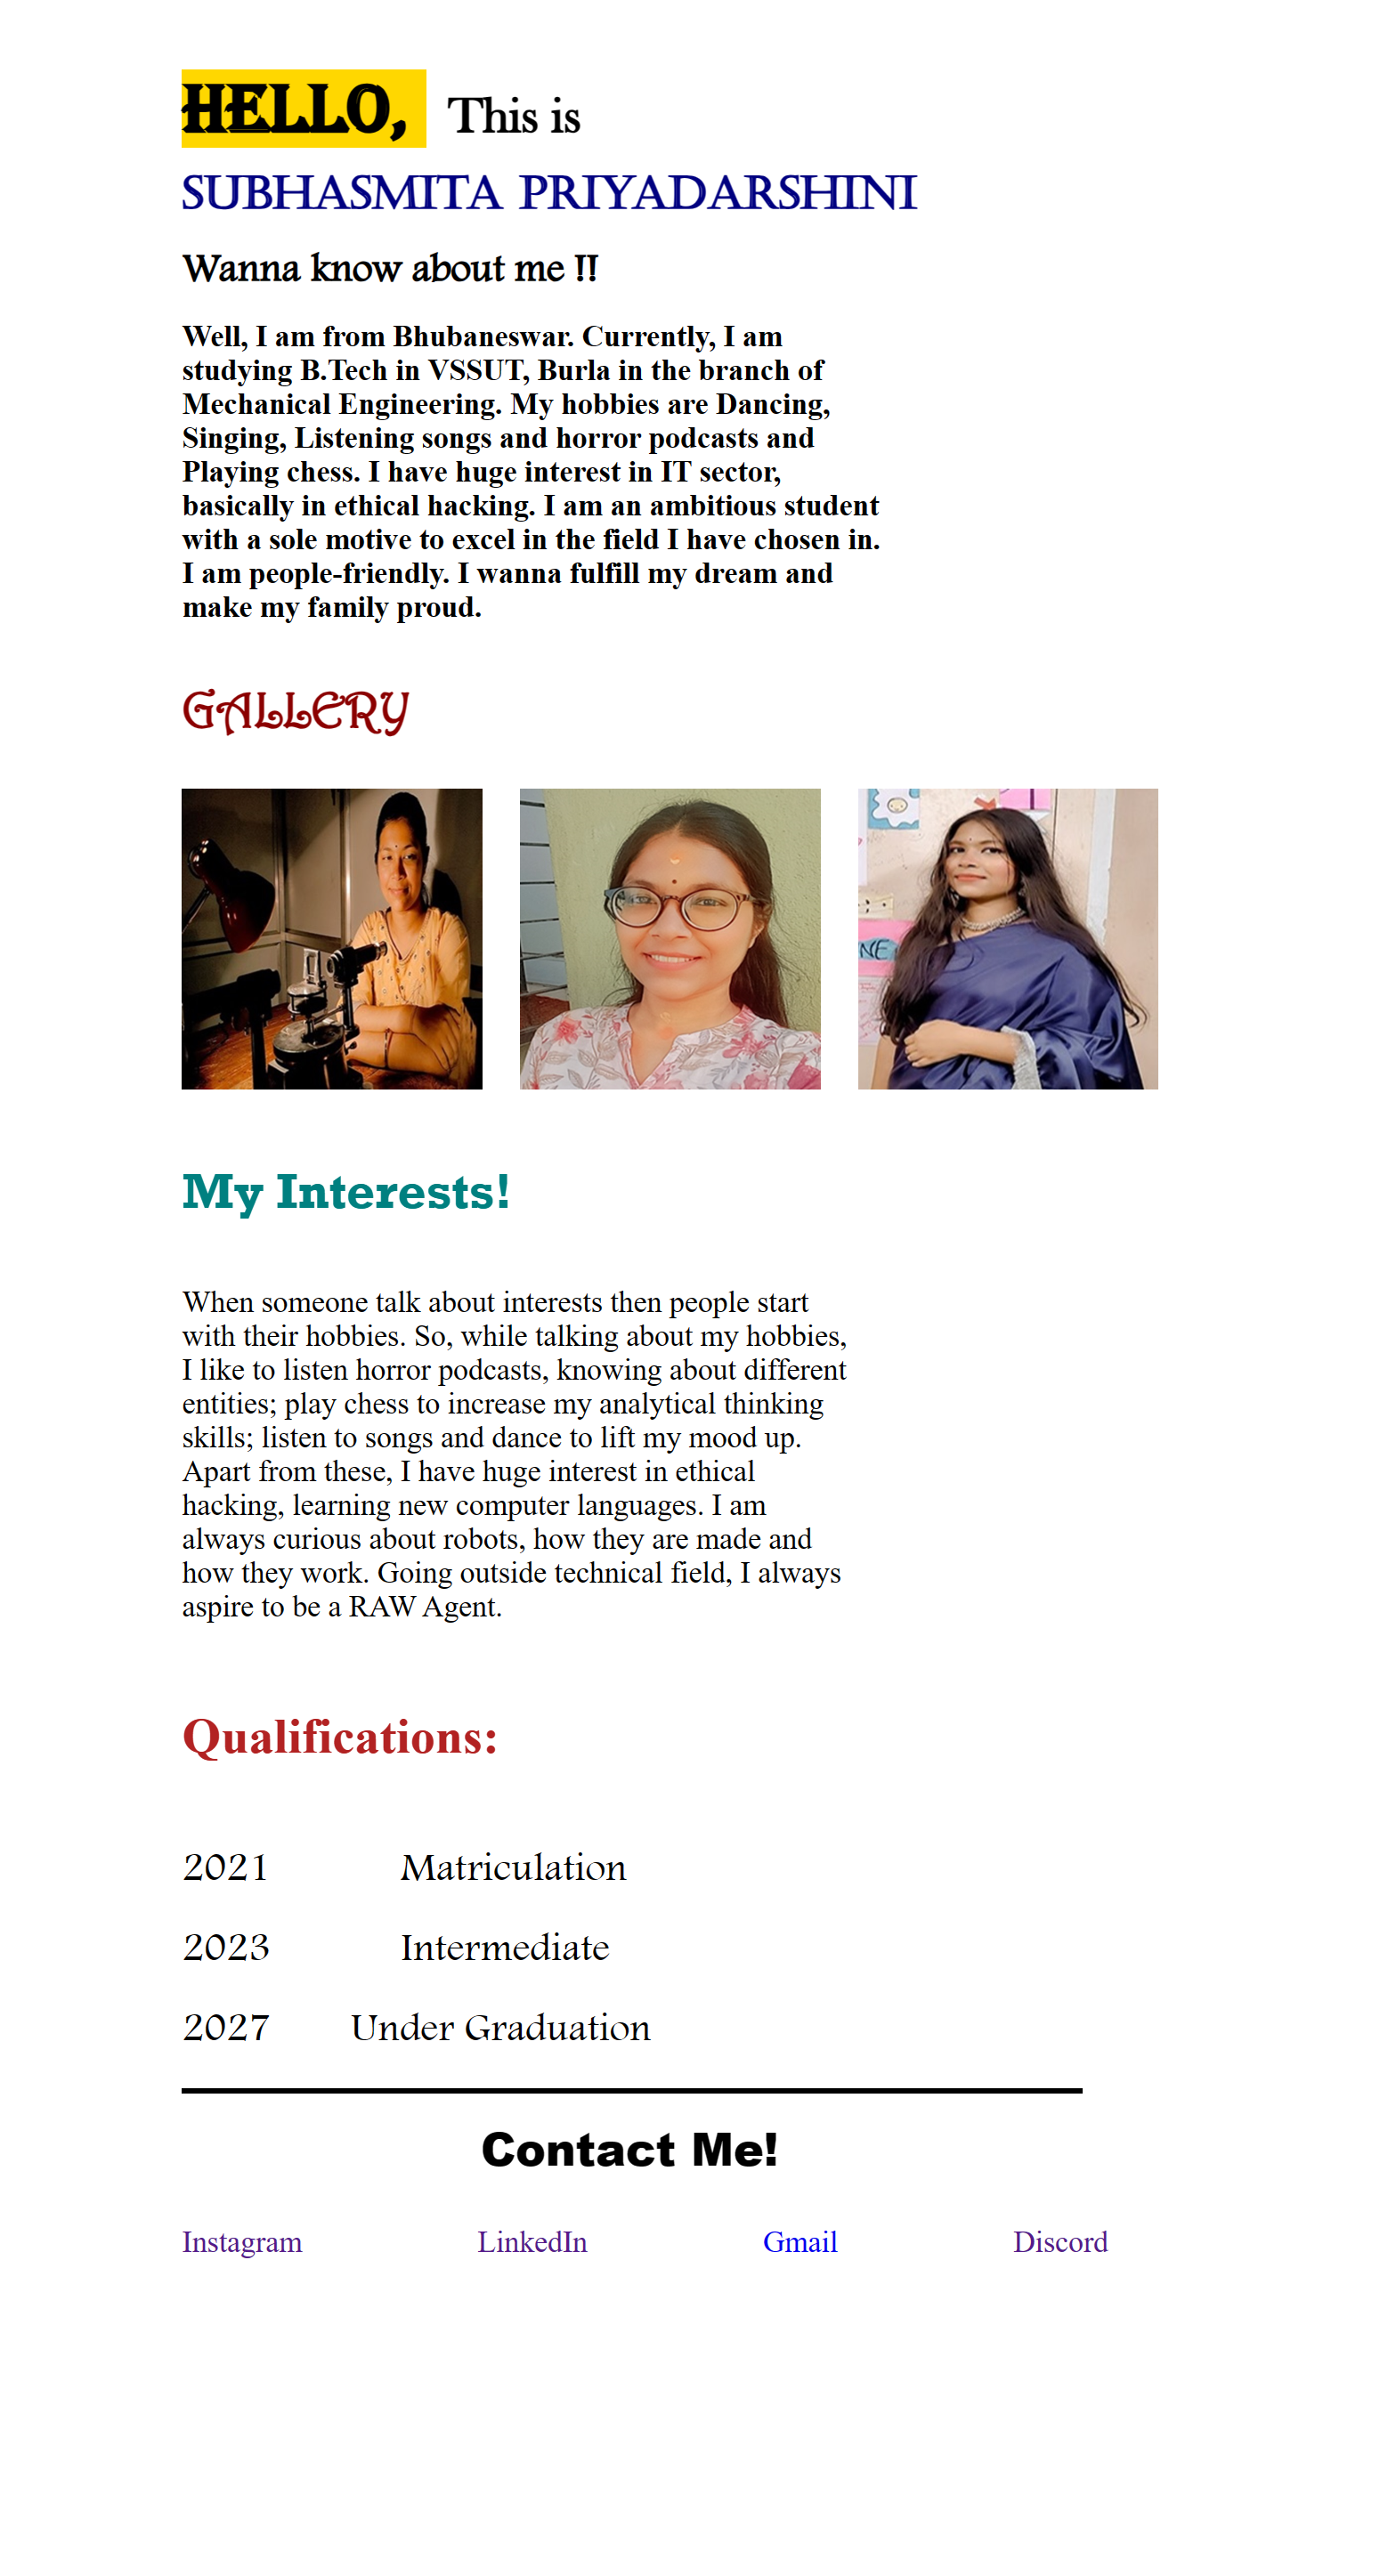 HELLO, This is
SUBHASMITA PRIYADARSHINI
Wanna know about me !!
Well, I am from Bhubaneswar. Currently, I am
studying B.Tech in VSSUT, Burla in the branch of
Mechanical Engineering. My hobbies are Dancing,
Singing, Listening songs and horror podcasts and
Playing chess. I have huge interest in IT sector,
basically in ethical hacking. I am an ambitious student
with a sole motive to excel in the field I have chosen in.
I am people-friendly. I wanna fulfill my dream and
make my family proud.
GALLERY
NE
My Interests!
When someone talk about interests then people start
with their hobbies. So, while talking about my hobbies,
I like to listen horror podcasts, knowing about different
entities; play chess to increase my analytical thinking
skills; listen to songs and dance to lift my mood up.
Apart from these, I have huge interest in ethical
hacking, learning new computer languages. I am
always curious about robots, how they are made and
how they work. Going outside technical field, I always
aspire to be a RAW Agent.
Qualifications:
2021 Matriculation
2023 Intermediate
2027 Under Graduation
Contact Me!
Instagram LinkedIn Gmail Discord